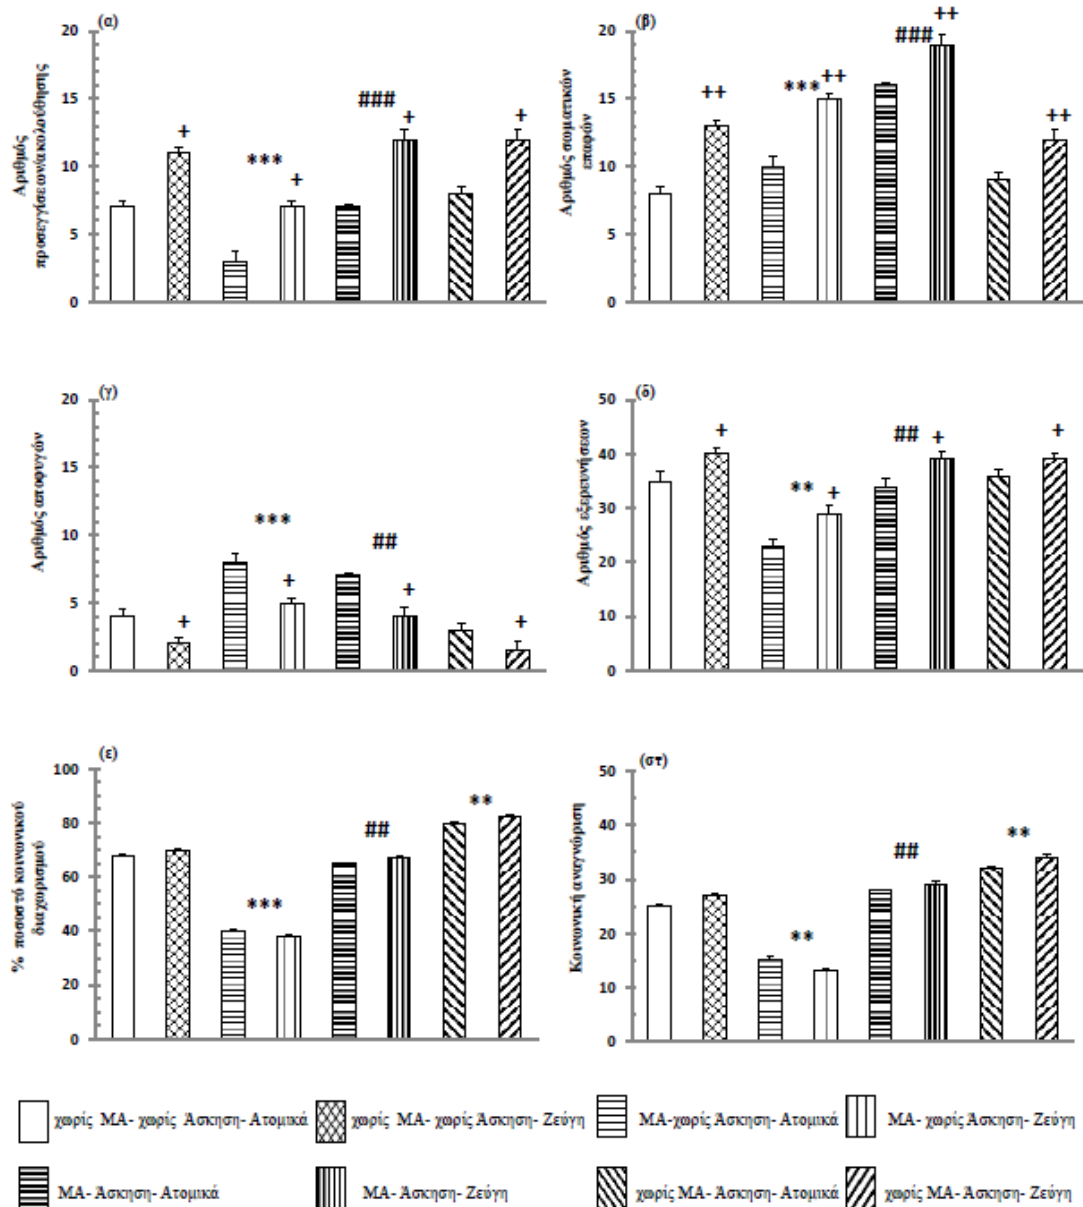 (α)
20
15
10
5
0
Αριθμός
προσεγγίσεων/ακολούθησης
+
***
+
###
+
+
(β)
20
15
10
5
0
Αριθμός σωματικών
επαφών
++
***
++
###
++
++
(γ)
20
15
10
5
0
Αριθμός αποφυγών
+
***
+
##
+
+
(δ)
50
40
30
20
10
0
Αριθμός εξερευνήσεων
+
**
+
##
+
+
(ε)
100
80
60
40
20
0
% ποσοστό κοινωνικού
διαχωρισμού
***
##
**
(στ)
50
40
30
20
10
0
Κοινωνική αναγνώριση
**
##
**
χωρίς ΜΑ- χωρίς Άσκηση- Ατομικά
χωρίς ΜΑ- χωρίς Άσκηση- Ζεύγη
ΜΑ-χωρίς Άσκηση- Ατομικά
ΜΑ- χωρίς Άσκηση- Ζεύγη
ΜΑ- Άσκηση- Ατομικά
ΜΑ- Άσκηση- Ζεύγη
χωρίς ΜΑ- Άσκηση- Ατομικά
χωρίς ΜΑ- Άσκηση- Ζεύγη